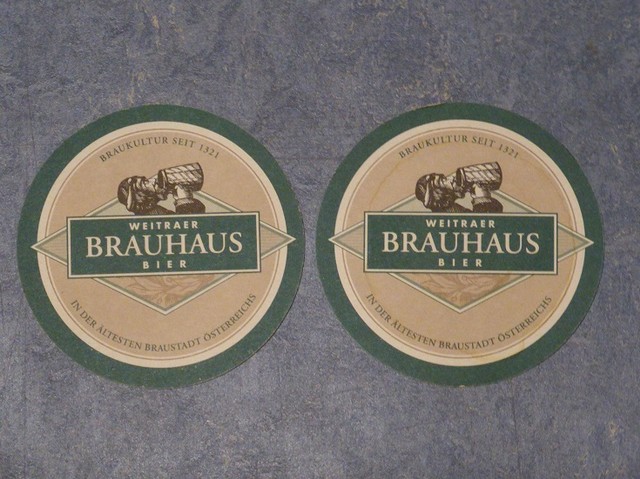 BRAUKULTUR SEIT 1321
WEITRAER
BRAUHAUS
BIER
IN DER ÄLTESTEN BRAUSTADT ÖSTERREICHS
BRAUKULTUR SEIT 1321
WEITRAER
BRAUHAUS
BIER
IN DER ÄLTESTEN BRAUSTADT ÖSTERREICHS